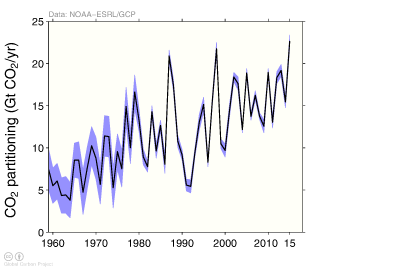 Data: NOAA−ESRL/GCP
CO2 partitioning (Gt CO2/yr)
25
20
15
10
5
0
1960 1970 1980 1990 2000 2010 15
Global Carbon Project